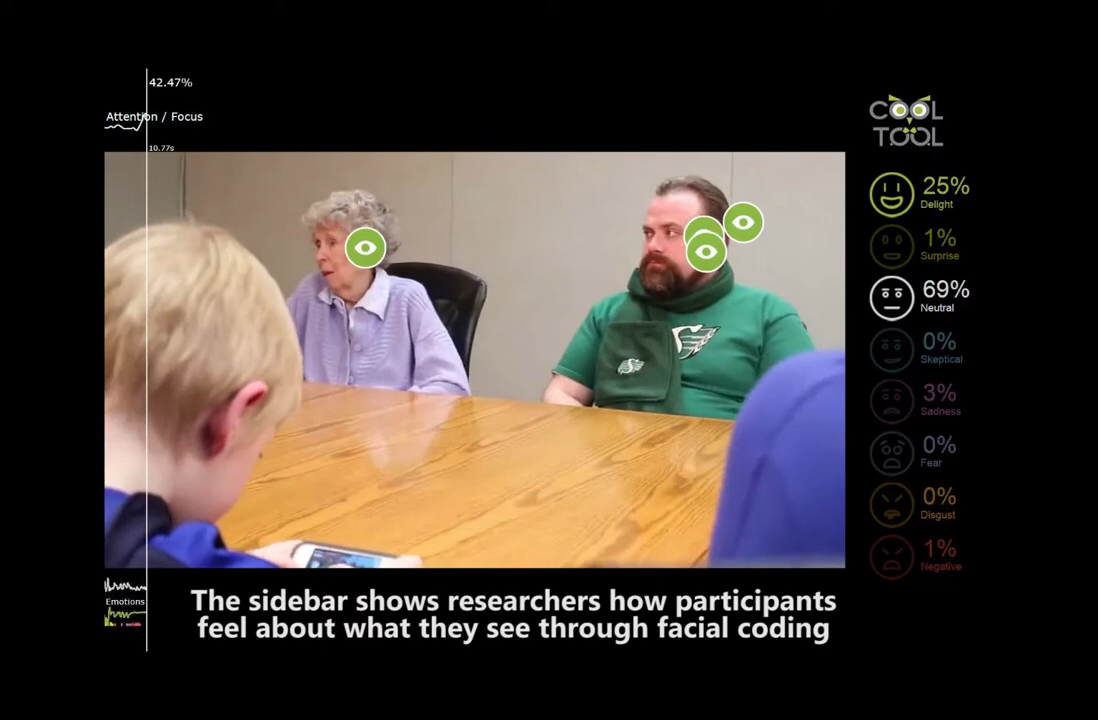 42.47%
Attention / Focus
10.77s
COOL
TOOL
25%
Delight
1%
Surprise
69%
Neutral
0%
Skeptical
3%
Sadness
0%
Fear
0%
Disgust
1%
Negative
Emotions
The sidebar shows researchers how participants
feel about what they see through facial coding